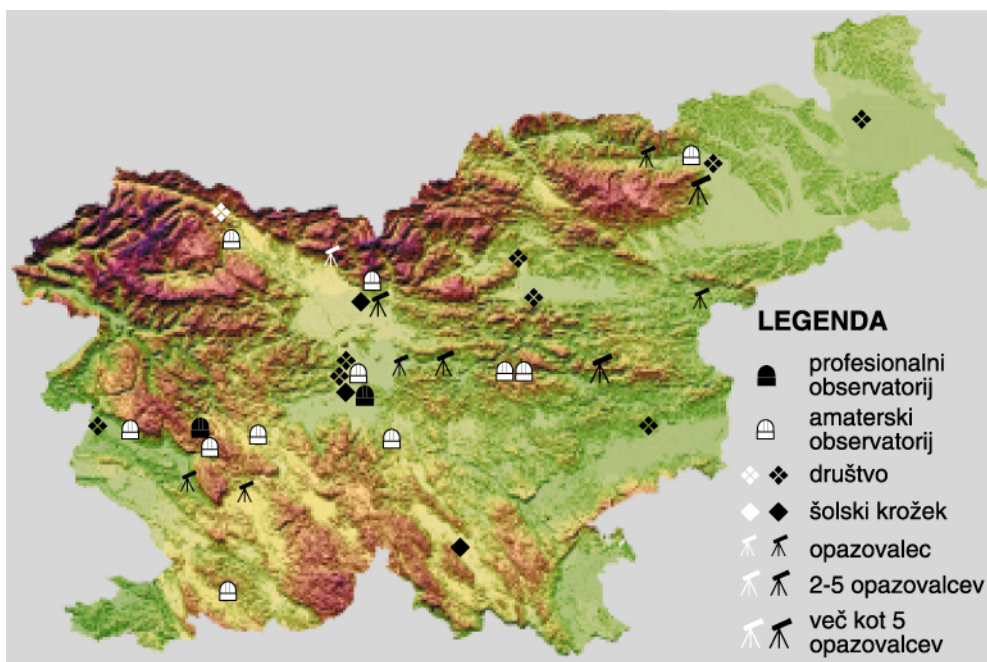 LEGENDA
profesionalni
observatorij
amaterski
observatorij
društvo
šolski krožek
opazovalec
2-5 opazovalcev
več kot 5
opazovalcev